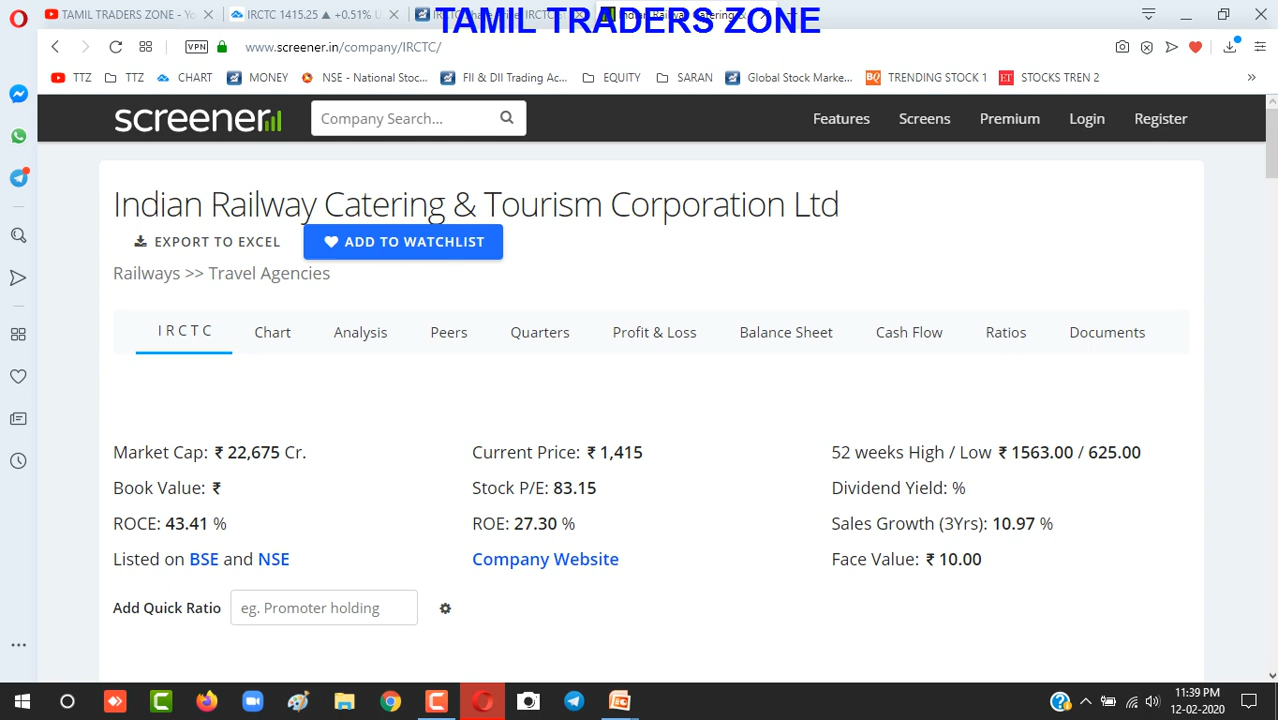 TAMIL TRADERS ZONE - Yo
IRCTC 1415.25 ▲ +0.51% U
TAMIL TRADERS ZONE
VPN
www.screener.in/company/IRCTC/
TTZ
TTZ
CHART
MONEY
NSE - National Stoc...
FII & DII Trading Ac...
EQUITY
SARAN
Global Stock Marke...
BQ TRENDING STOCK 1
ET STOCKS TREN 2
»
screener
Company Search...
Features
Screens
Premium
Login
Register
Indian Railway Catering & Tourism Corporation Ltd
EXPORT TO EXCEL
ADD TO WATCHLIST
Railways >> Travel Agencies
I R C T C
Chart
Analysis
Peers
Quarters
Profit & Loss
Balance Sheet
Cash Flow
Ratios
Documents
Market Cap: ₹ 22,675 Cr.
Current Price: ₹ 1,415
52 weeks High / Low ₹ 1563.00 / 625.00
Book Value: ₹
Stock P/E: 83.15
Dividend Yield: %
ROCE: 43.41 %
ROE: 27.30 %
Sales Growth (3Yrs): 10.97 %
Listed on BSE and NSE
Company Website
Face Value: ₹ 10.00
Add Quick Ratio
eg. Promoter holding
11:39 PM
12-02-2020